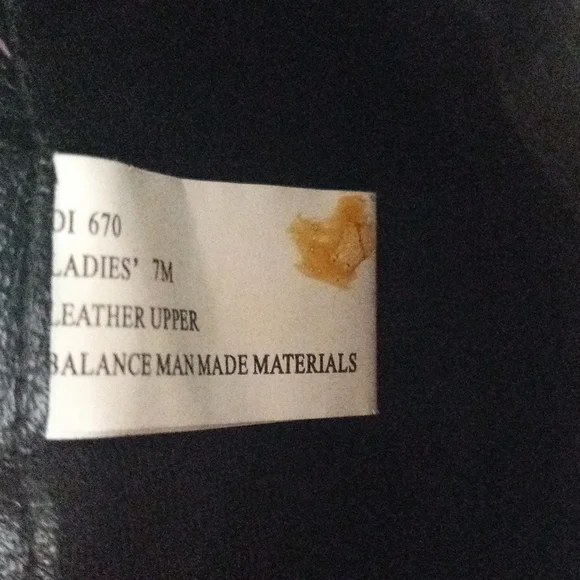 DI 670
LADIES' 7M
LEATHER UPPER
BALANCE MAN MADE MATERIALS